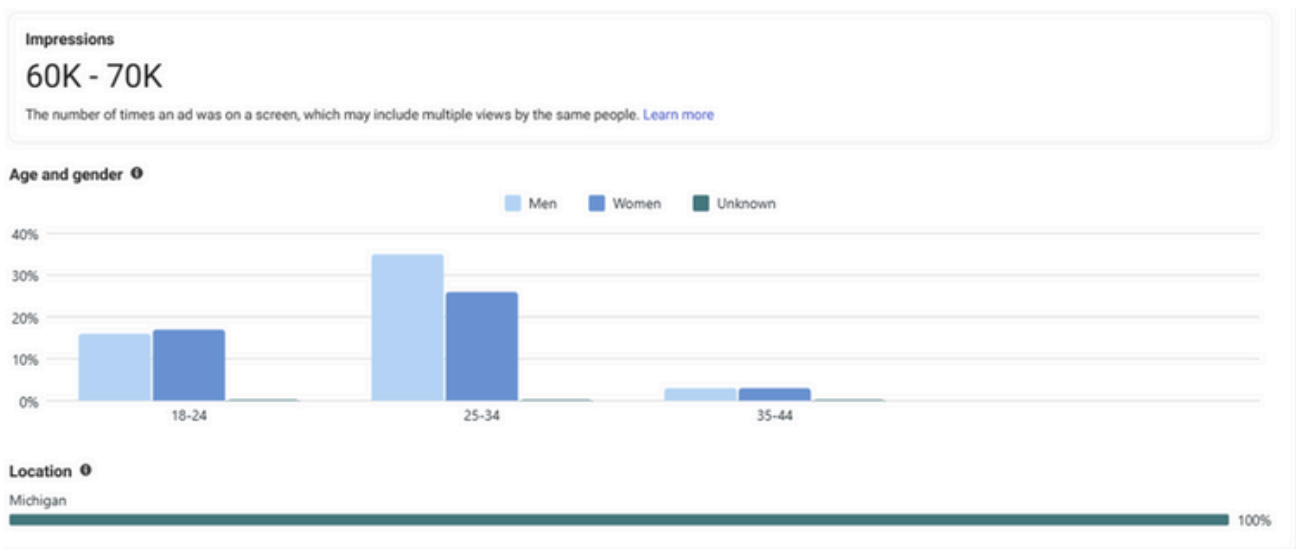 Impressions
60K - 70K
The number of times an ad was on a screen, which may include multiple views by the same people. Learn more
Age and gender
Men Women Unknown
40%
30%
20%
10%
0%
18-24 25-34 35-44
Location
Michigan
100%